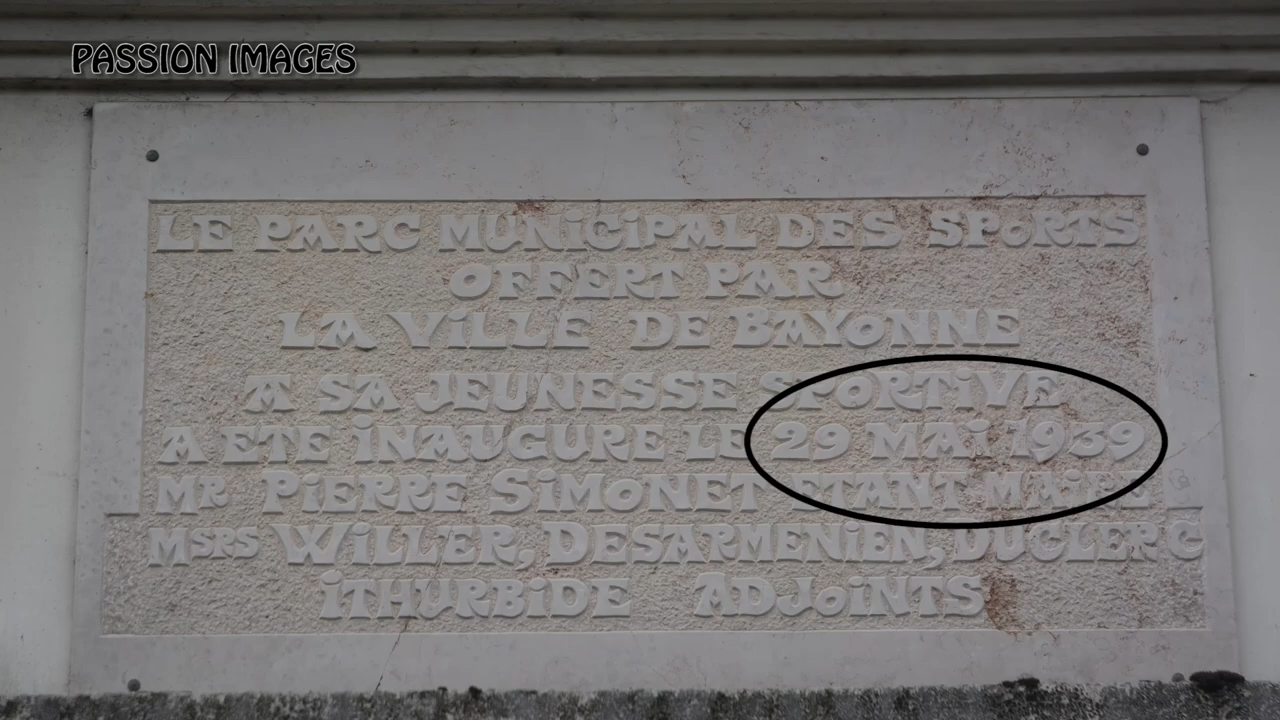 PASSION IMAGES
LE PARC MUNiCiPAL DES SPoRTS
OFFERT PAR
LA ViLLE DE BAYONNE
A SA JEUNESSE SPORTiVE
A ETE iNAUGURE LE 29 MAi 1939
MR PiERRE SiMONET ETANT MAiRE
MSRS WiLLER, DESARMENiEN, DUCLERC
iTHURBiDE ADJOiNTS